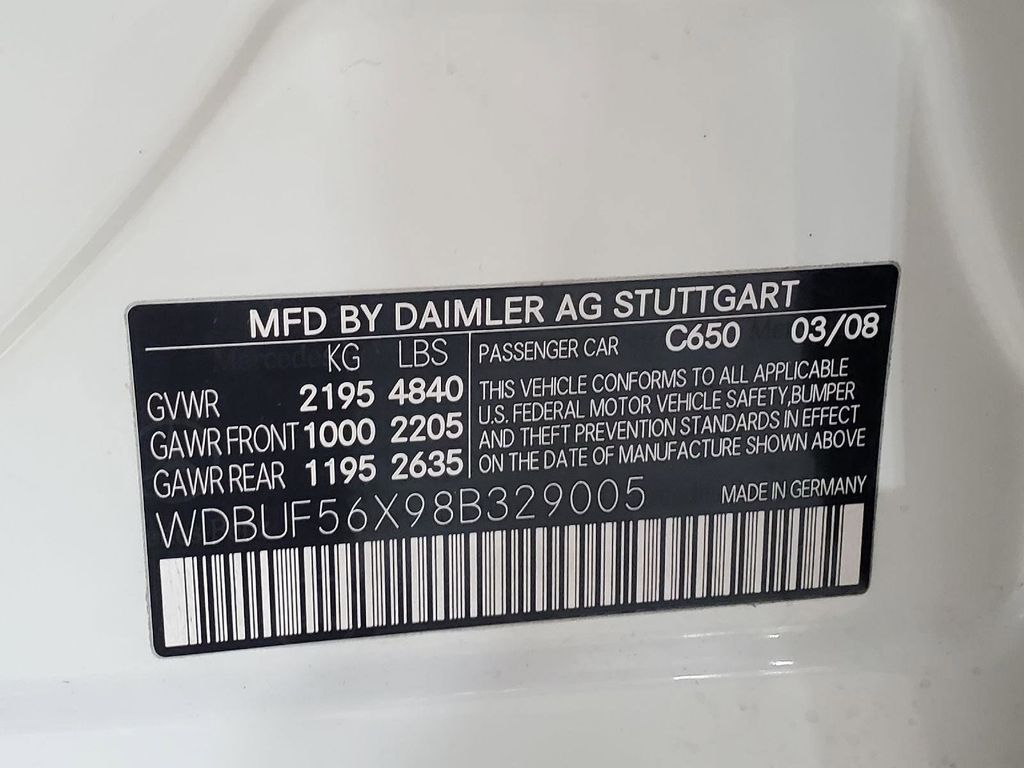 MFD BY DAIMLER AG STUTTGART
KG LBS
GVWR 2195 4840
GAWR FRONT 1000 2205
GAWR REAR 1195 2635
PASSENGER CAR C650 03/08
THIS VEHICLE CONFORMS TO ALL APPLICABLE
U.S. FEDERAL MOTOR VEHICLE SAFETY,BUMPER
AND THEFT PREVENTION STANDARDS IN EFFECT
ON THE DATE OF MANUFACTURE SHOWN ABOVE
WDBUF56X98B329005 MADE IN GERMANY